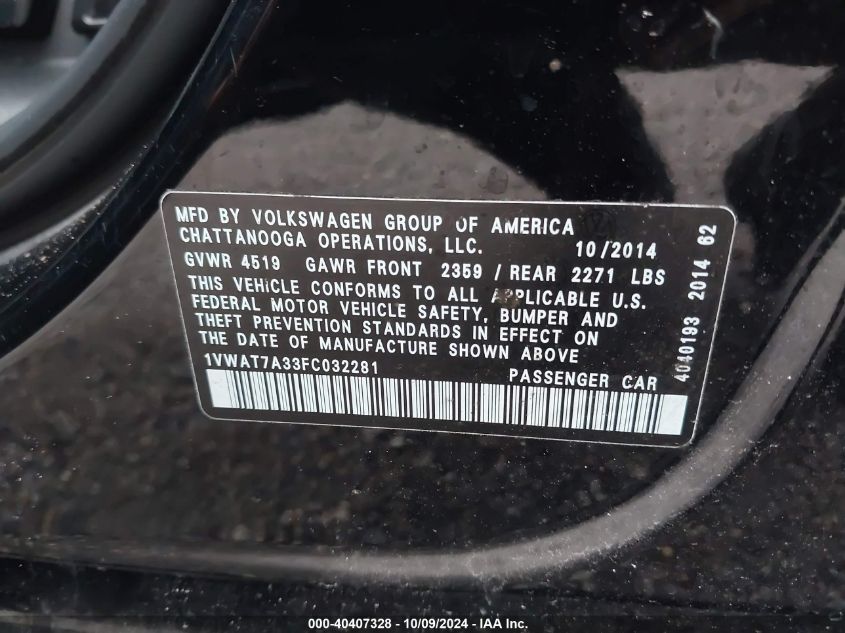 MFD BY VOLKSWAGEN GROUP OF AMERICA
CHATTANOOGA OPERATIONS, LLC. 10/2014
GVWR 4519 GAWR FRONT 2359 / REAR 2271 LBS
THIS VEHICLE CONFORMS TO ALL APPLICABLE U.S.
FEDERAL MOTOR VEHICLE SAFETY, BUMPER AND
THEFT PREVENTION STANDARDS IN EFFECT ON
THE DATE OF MANUFACTURE SHOWN ABOVE
1VWAT7A33FC032281 PASSENGER CAR
4040193 2014 62
000-40407328 - 10/09/2024 - IAA Inc.